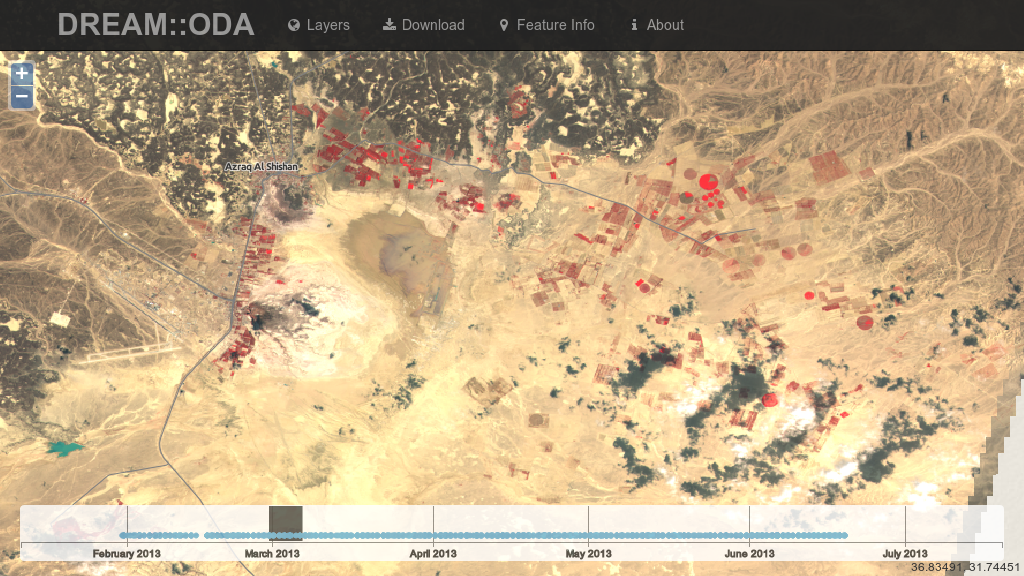 DREAM::ODA Layers Download Feature Info About
+
−
Azraq Al Shishan
February 2013 March 2013 April 2013 May 2013 June 2013 July 2013
36.83491, 31.74451